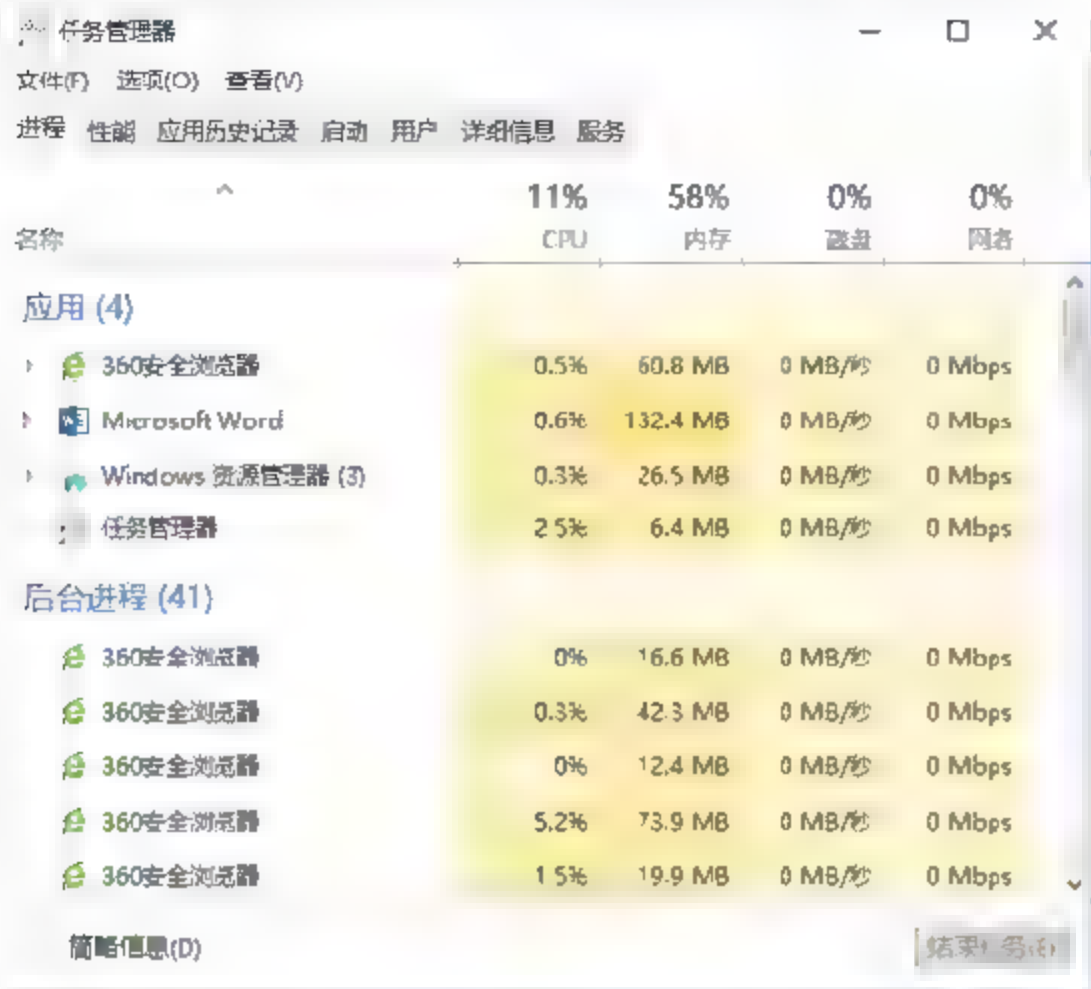 任务管理器
文件(F) 选项(O) 查看(V)
进程 性能 应用历史记录 启动 用户 详细信息 服务
11% 58% 0% 0%
名称 CPU 内存 磁盘 网络
应用 (4)
360安全浏览器 0.5% 60.8 MB 0 MB/秒 0 Mbps
Microsoft Word 0.6% 132.4 MB 0 MB/秒 0 Mbps
Windows 资源管理器 (3) 0.3% 26.5 MB 0 MB/秒 0 Mbps
任务管理器 2.5% 6.4 MB 0 MB/秒 0 Mbps
后台进程 (41)
360安全浏览器 0% 16.6 MB 0 MB/秒 0 Mbps
360安全浏览器 0.3% 42.3 MB 0 MB/秒 0 Mbps
360安全浏览器 0% 12.4 MB 0 MB/秒 0 Mbps
360安全浏览器 5.2% 73.9 MB 0 MB/秒 0 Mbps
360安全浏览器 1.5% 19.9 MB 0 MB/秒 0 Mbps
简略信息(D) 结束任务(E)